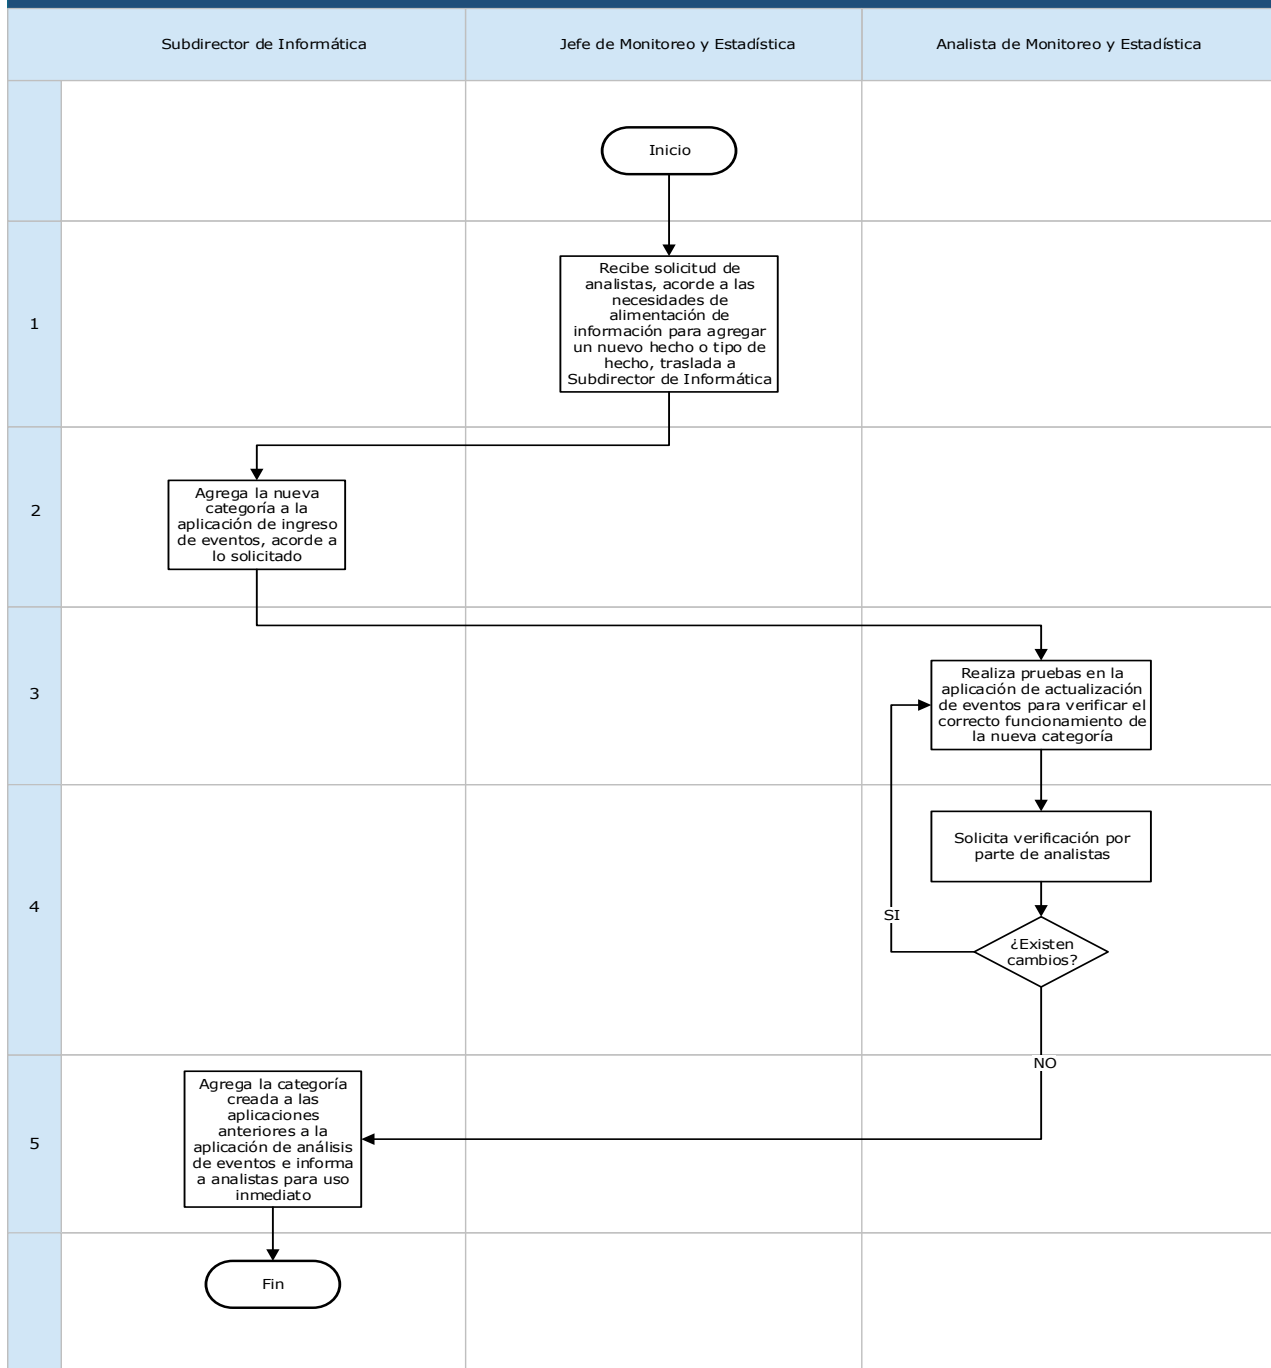 Subdirector de Informática
Jefe de Monitoreo y Estadística
Analista de Monitoreo y Estadística
Inicio
1
Recibe solicitud de
analistas, acorde a las
necesidades de
alimentación de
información para agregar
un nuevo hecho o tipo de
hecho, traslada a
Subdirector de Informática
2
Agrega la nueva
categoría a la
aplicación de ingreso
de eventos, acorde a
lo solicitado
3
Realiza pruebas en la
aplicación de actualización
de eventos para verificar el
correcto funcionamiento de
la nueva categoría
4
Solicita verificación por
parte de analistas
SI
¿Existen
cambios?
NO
5
Agrega la categoría
creada a las
aplicaciones
anteriores a la
aplicación de análisis
de eventos e informa
a analistas para uso
inmediato
Fin